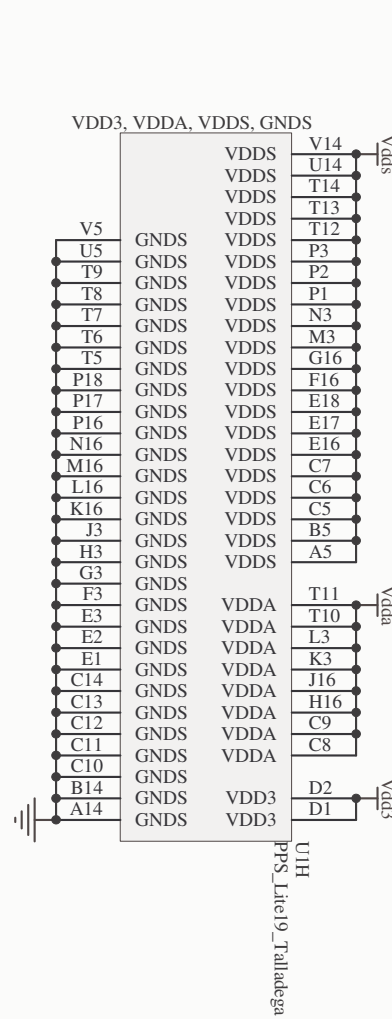 VDD3, VDDA, VDDS, GNDS
VDDS V14 Vdds
VDDS U14
VDDS T14
VDDS T13
V5 GNDS VDDS T12
U5 GNDS VDDS P3
T9 GNDS VDDS P2
T8 GNDS VDDS P1
T7 GNDS VDDS N3
T6 GNDS VDDS M3
T5 GNDS VDDS G16
P18 GNDS VDDS F16
P17 GNDS VDDS E18
P16 GNDS VDDS E17
N16 GNDS VDDS E16
M16 GNDS VDDS C7
L16 GNDS VDDS C6
K16 GNDS VDDS C5
J3 GNDS VDDS B5
H3 GNDS VDDS A5
G3 GNDS
F3 GNDS VDDA T11 Vdda
E3 GNDS VDDA T10
E2 GNDS VDDA L3
E1 GNDS VDDA K3
C14 GNDS VDDA J16
C13 GNDS VDDA H16
C12 GNDS VDDA C9
C11 GNDS VDDA C8
C10 GNDS
B14 GNDS VDD3 D2 Vdd3
A14 GNDS VDD3 D1
U1H
PPS_Lite19_Talladega